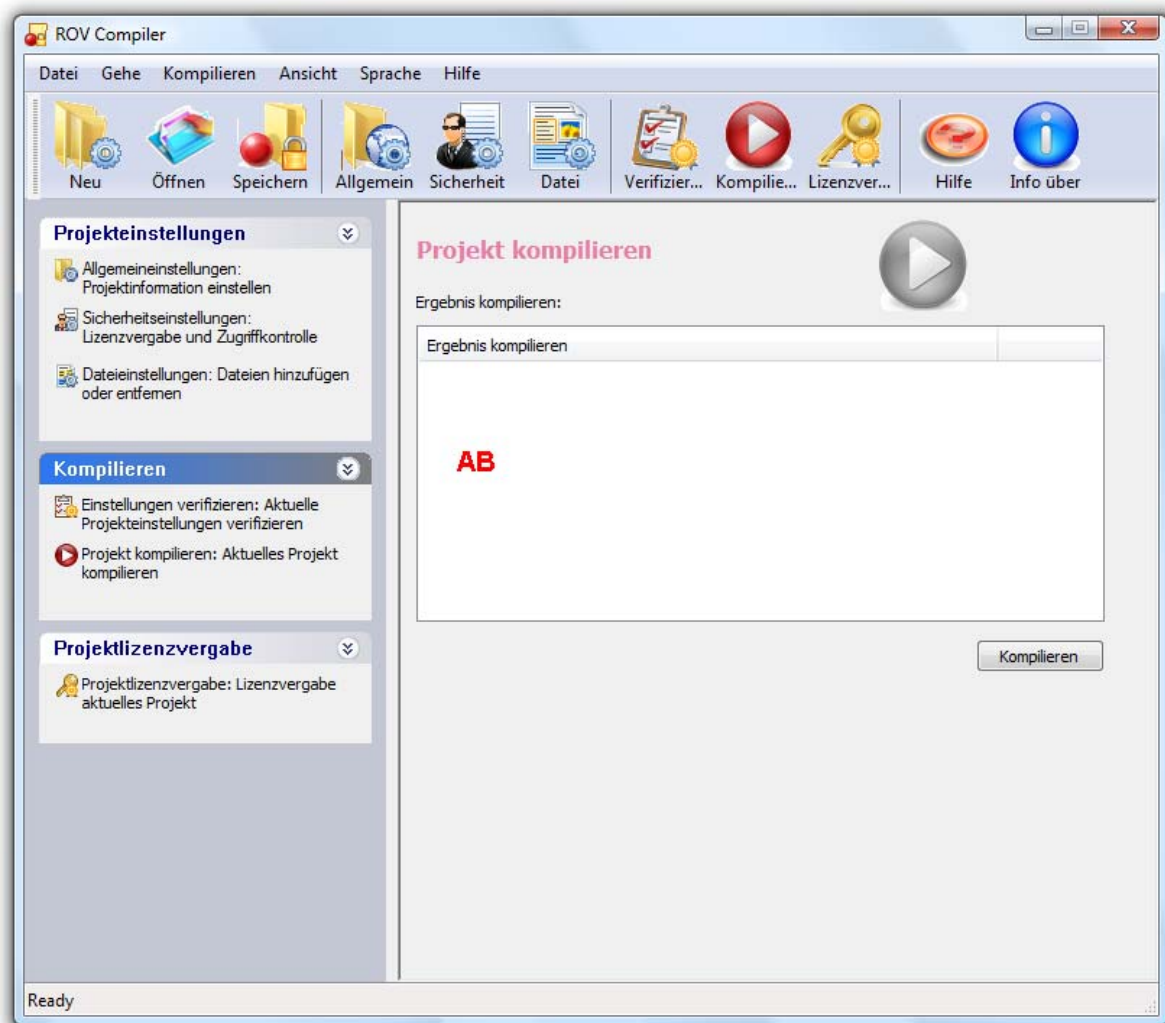 ROV Compiler
Datei Gehe Kompilieren Ansicht Sprache Hilfe
Neu Öffnen Speichern Allgemein Sicherheit Datei Verifizier... Kompilie... Lizenzver... Hilfe Info über
Projekteinstellungen
Allgemeineinstellungen:
Projektinformation einstellen
Sicherheitseinstellungen:
Lizenzvergabe und Zugriffkontrolle
Dateieinstellungen: Dateien hinzufügen
oder entfernen
Kompilieren
Einstellungen verifizieren: Aktuelle
Projekteinstellungen verifizieren
Projekt kompilieren: Aktuelles Projekt
kompilieren
Projektlizenzvergabe
Projektlizenzvergabe: Lizenzvergabe
aktuelles Projekt
Projekt kompilieren
Ergebnis kompilieren:
Ergebnis kompilieren
AB
Kompilieren
Ready